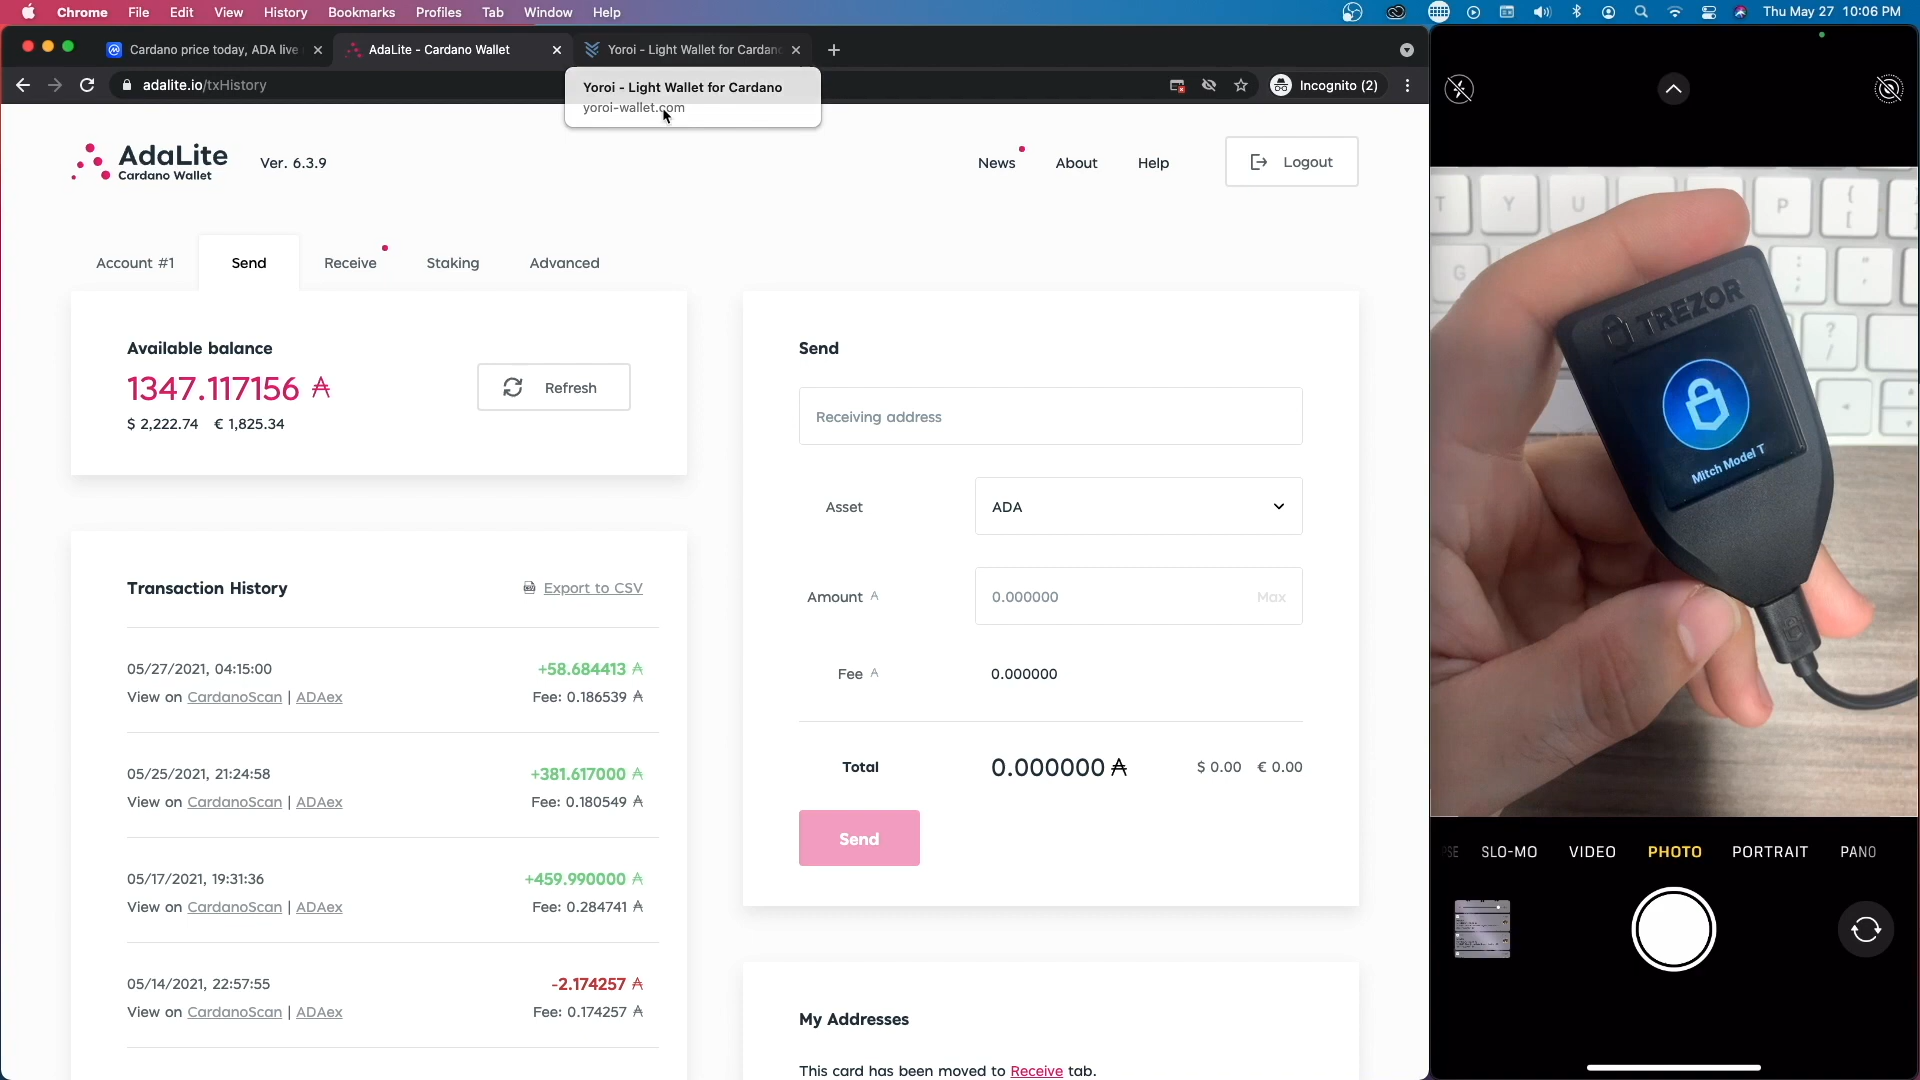 Chrome File Edit View History Bookmarks Profiles Tab Window Help Thu May 27 10:06 PM
Cardano price today, ADA live
AdaLite - Cardano Wallet
Yoroi - Light Wallet for Cardano
adalite.io/txHistory
Incognito (2)
Yoroi - Light Wallet for Cardano
yoroi-wallet.com
AdaLite
Cardano Wallet
Ver. 6.3.9
News
About
Help
Logout
Account #1
Send
Receive
Staking
Advanced
Available balance
1347.117156 ₳
$ 2,222.74 € 1,825.34
Refresh
Transaction History
Export to CSV
05/27/2021, 04:15:00 +58.684413 ₳
View on CardanoScan | ADAex Fee: 0.186539 ₳
05/25/2021, 21:24:58 +381.617000 ₳
View on CardanoScan | ADAex Fee: 0.180549 ₳
05/17/2021, 19:31:36 +459.990000 ₳
View on CardanoScan | ADAex Fee: 0.284741 ₳
05/14/2021, 22:57:55 -2.174257 ₳
View on CardanoScan | ADAex Fee: 0.174257 ₳
Send
Receiving address
Asset ADA
Amount ₳ 0.000000 Max
Fee ₳ 0.000000
Total 0.000000 ₳ $ 0.00 € 0.00
Send
My Addresses
This card has been moved to Receive tab.
T Y U P { [
G : ; ? /
TREZOR
Mitch Model T
SLO-MO VIDEO PHOTO PORTRAIT PANO